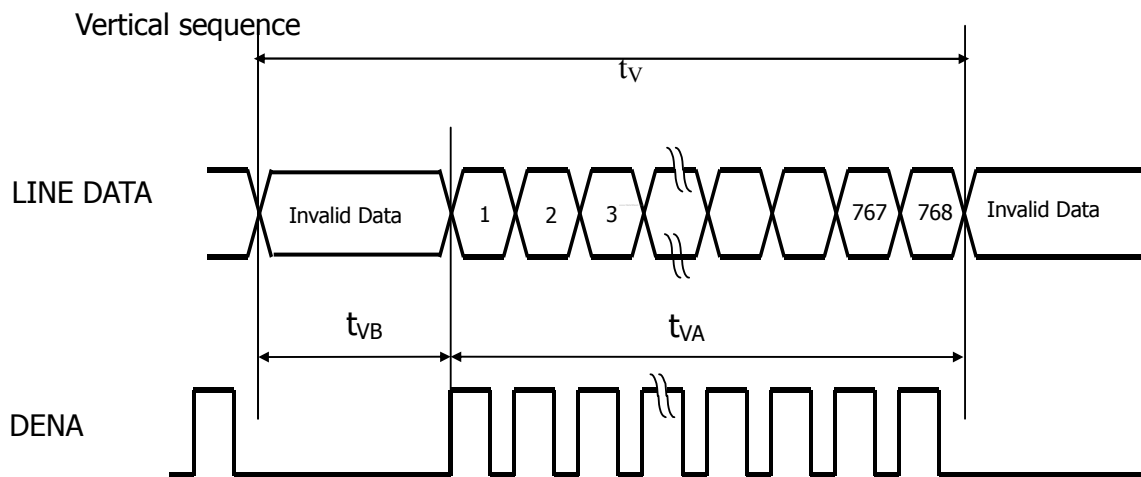 Vertical sequence
tV
LINE DATA
Invalid Data
1
2
3
767
768
Invalid Data
tVB
tVA
DENA